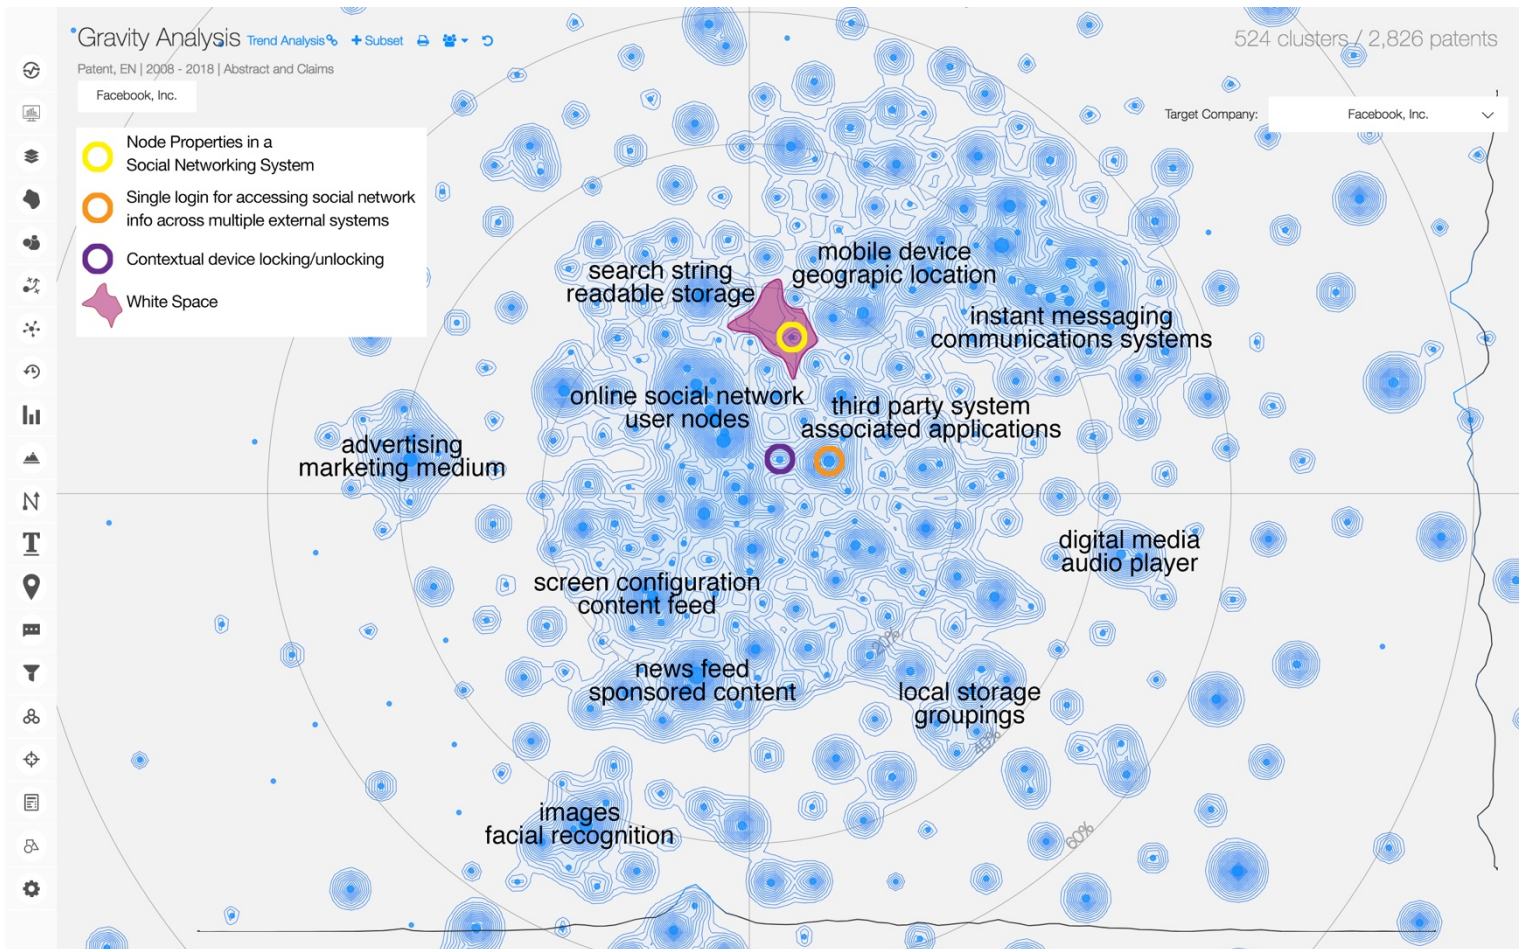 Gravity Analysis Trend Analysis + Subset
524 clusters / 2,826 patents
Patent, EN | 2008 - 2018 | Abstract and Claims
Facebook, Inc.
Target Company: Facebook, Inc.
Node Properties in a
Social Networking System
Single login for accessing social network
info across multiple external systems
Contextual device locking/unlocking
White Space
mobile device
geograpic location
search string
readable storage
instant messaging
communications systems
online social network
user nodes
third party system
associated applications
advertising
marketing medium
digital media
audio player
screen configuration
content feed
20%
news feed
sponsored content
local storage
groupings
40%
images
facial recognition
60%